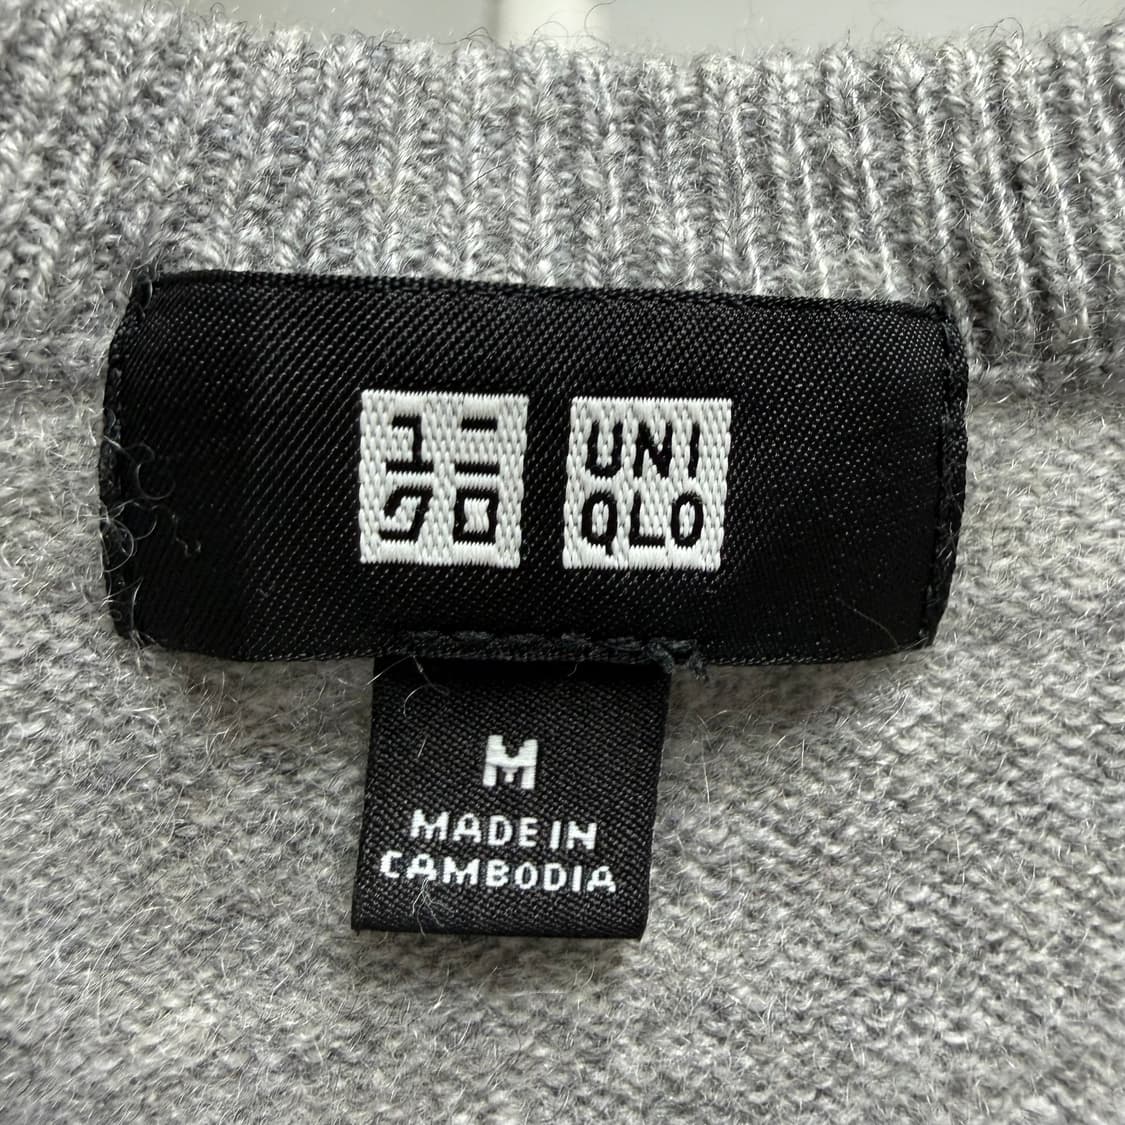 ユニ UNI
クロ QLO
M
MADE IN
CAMBODIA